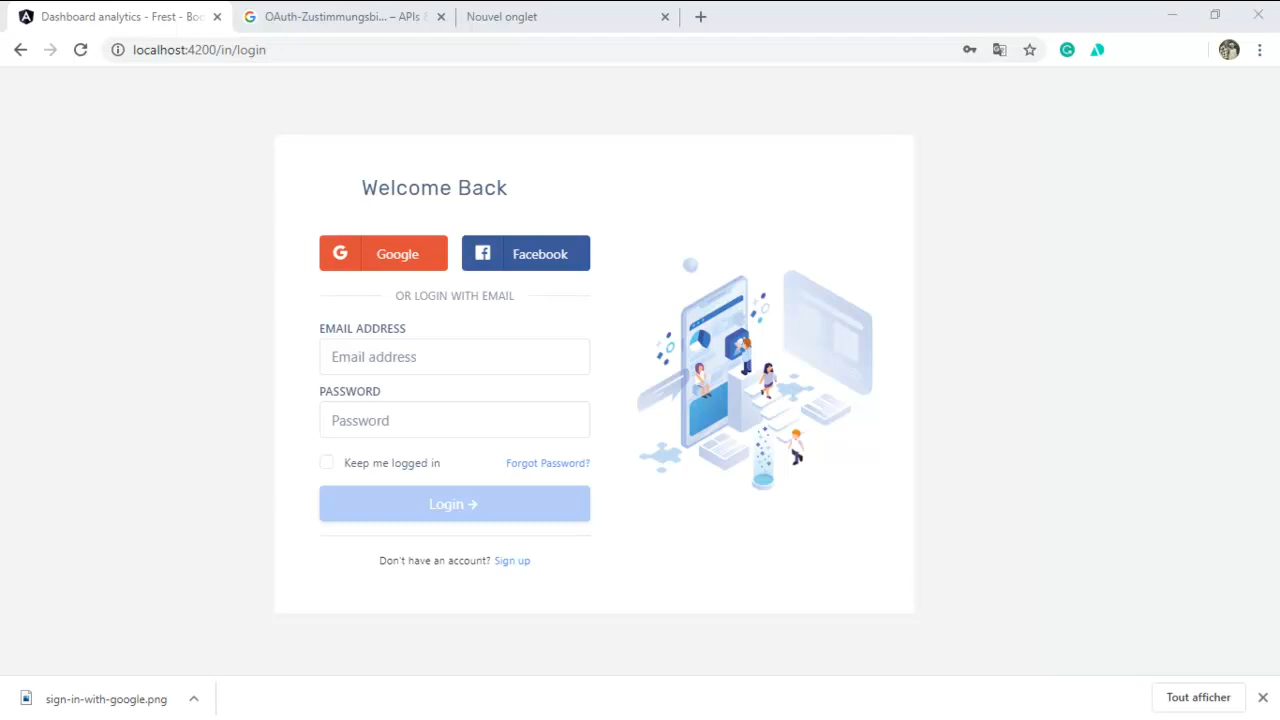 Dashboard analytics - Frest - Boo
OAuth-Zustimmungsbi... – APIs &
Nouvel onglet
localhost:4200/in/login
Welcome Back
Google
Facebook
OR LOGIN WITH EMAIL
EMAIL ADDRESS
Email address
PASSWORD
Password
Keep me logged in
Forgot Password?
Login →
Don't have an account? Sign up
sign-in-with-google.png
Tout afficher